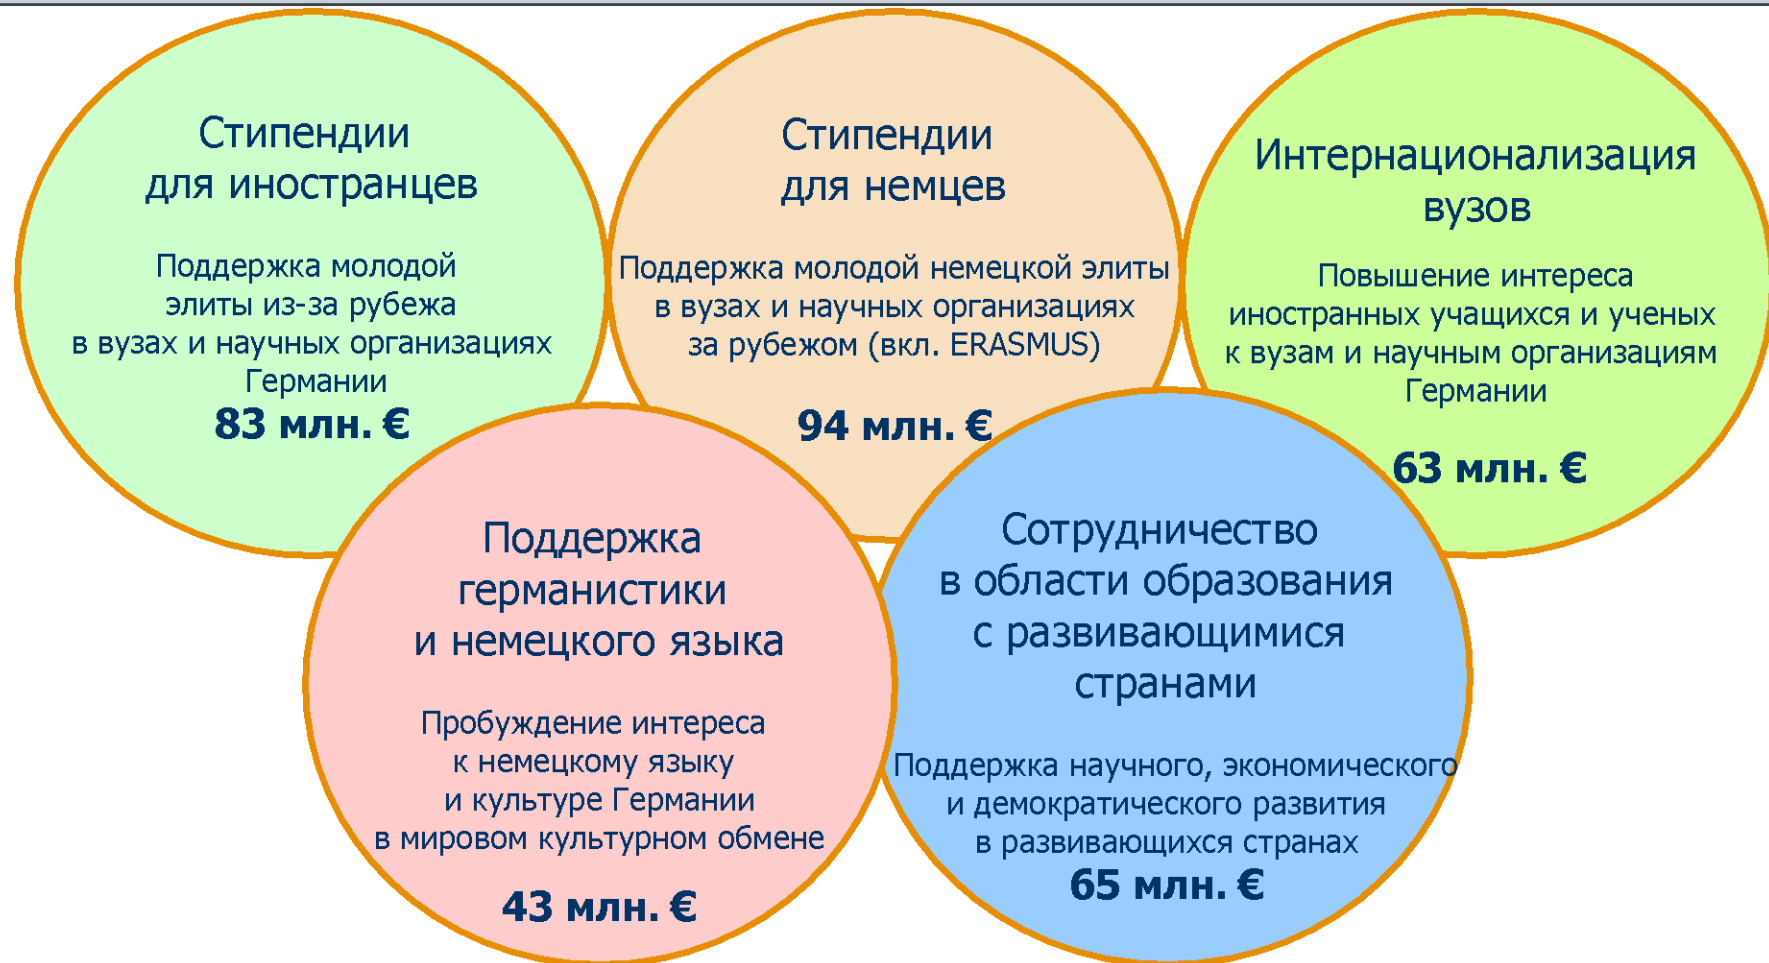 Стипендии
для иностранцев
Поддержка молодой
элиты из-за рубежа
в вузах и научных организациях
Германии
83 млн. €
Стипендии
для немцев
Поддержка молодой немецкой элиты
в вузах и научных организациях
за рубежом (вкл. ERASMUS)
94 млн. €
Интернационализация
вузов
Повышение интереса
иностранных учащихся и ученых
к вузам и научным организациям
Германии
63 млн. €
Поддержка
германистики
и немецкого языка
Пробуждение интереса
к немецкому языку
и культуре Германии
в мировом культурном обмене
43 млн. €
Сотрудничество
в области образования
с развивающимися
странами
Поддержка научного, экономического
и демократического развития
в развивающихся странах
65 млн. €